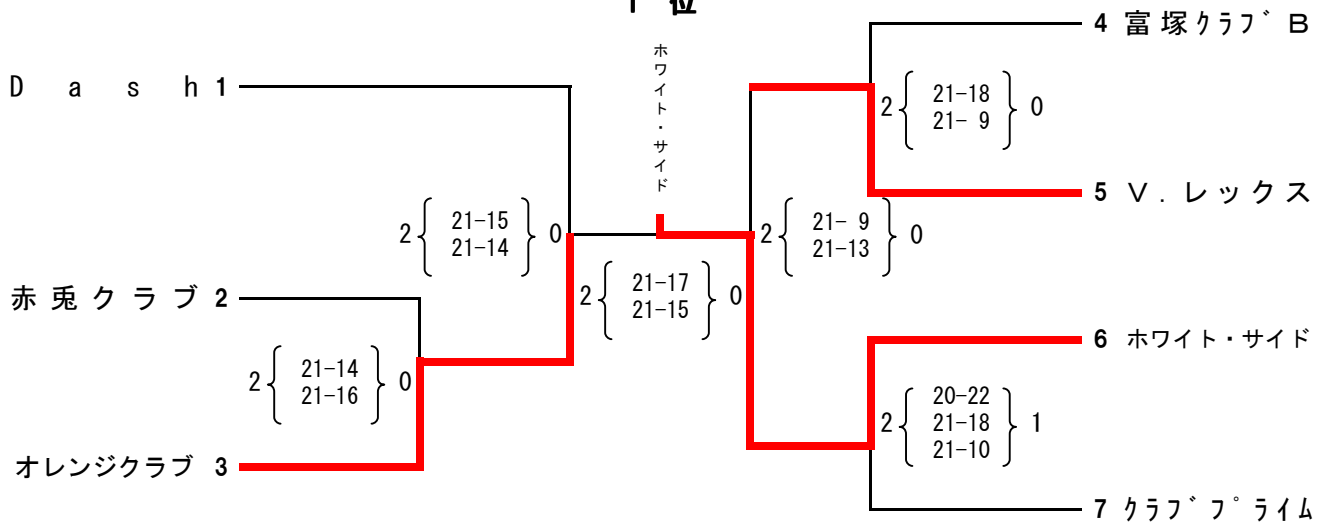 1 位
ホワイト・サイド
Dash 1
赤兎クラブ 2
オレンジクラブ 3
4 富塚ｸﾗﾌﾞB
5 Ｖ．レックス
6 ホワイト・サイド
7 ｸﾗﾌﾞﾌﾟﾗｲﾑ
2 { 21-14 } 0
21-16
2 { 21-15 } 0
21-14
2 { 21-17 } 0
21-15
2 { 21-18 } 0
21- 9
2 { 21- 9 } 0
21-13
2 { 20-22 } 1
21-18
21-10